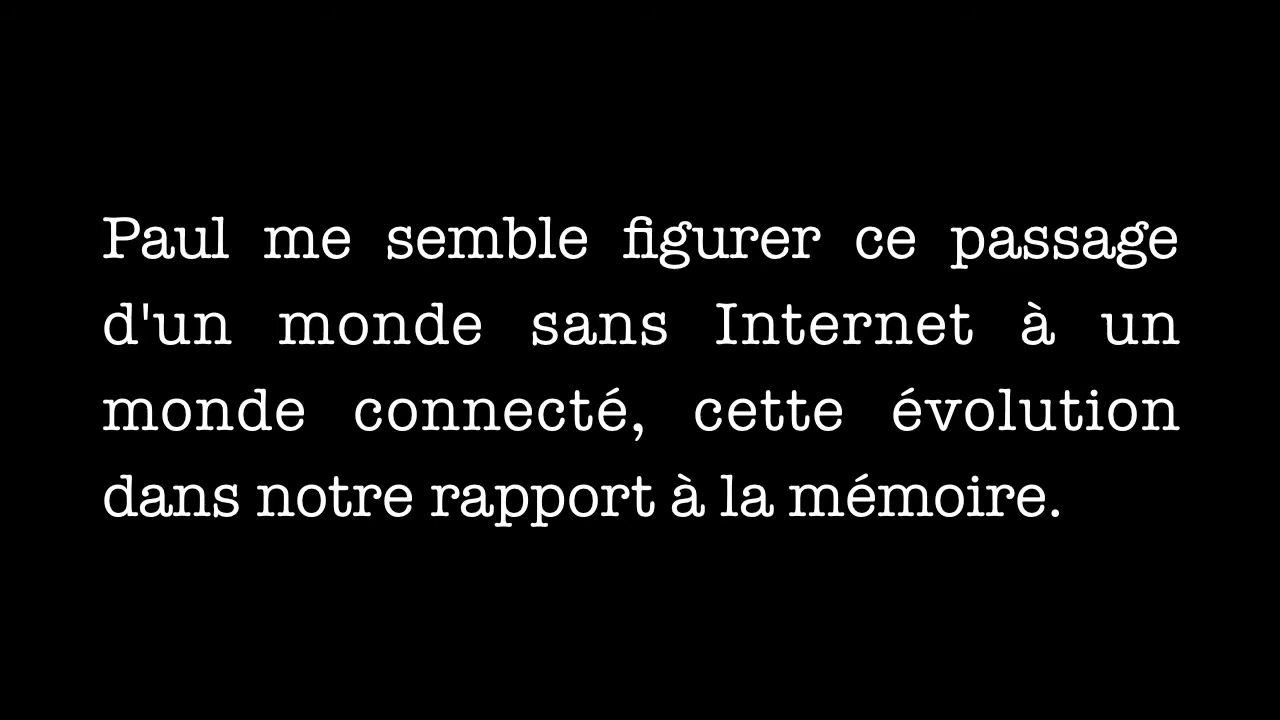 Paul me semble figurer ce passage
d'un monde sans Internet à un
monde connecté, cette évolution
dans notre rapport à la mémoire.